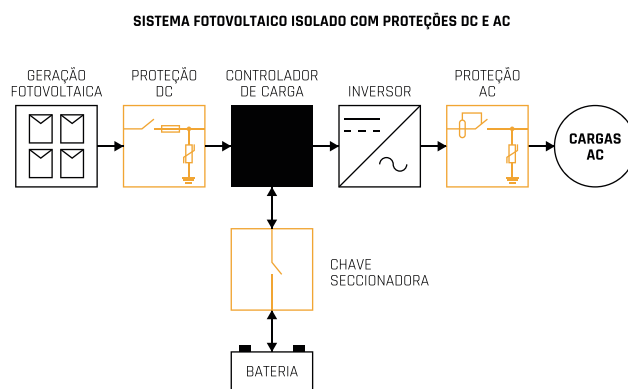 SISTEMA FOTOVOLTAICO ISOLADO COM PROTEÇÕES DC E AC
GERAÇÃO
FOTOVOLTAICA
PROTEÇÃO
DC
CONTROLADOR
DE CARGA
INVERSOR
PROTEÇÃO
AC
CARGAS
AC
CHAVE
SECCIONADORA
BATERIA